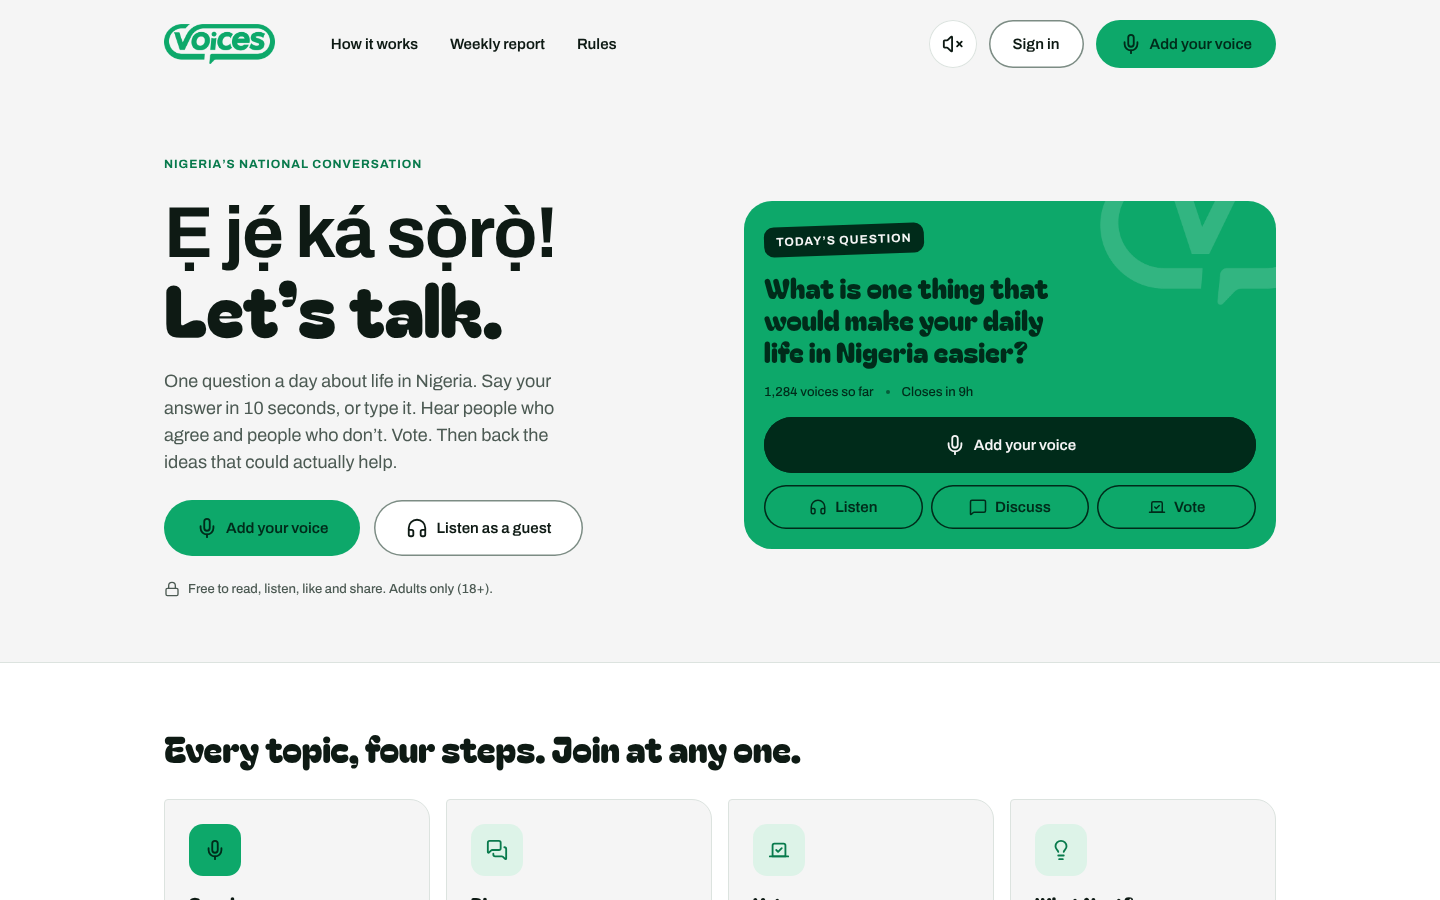 Voices
How it works
Weekly report
Rules
Sign in
Add your voice
NIGERIA’S NATIONAL CONVERSATION
Ẹ jẹ́ ká sọ̀rọ̀!
Let’s talk.
One question a day about life in Nigeria. Say your
answer in 10 seconds, or type it. Hear people who
agree and people who don’t. Vote. Then back the
ideas that could actually help.
Add your voice
Listen as a guest
Free to read, listen, like and share. Adults only (18+).
TODAY’S QUESTION
What is one thing that
would make your daily
life in Nigeria easier?
1,284 voices so far • Closes in 9h
Add your voice
Listen
Discuss
Vote
Every topic, four steps. Join at any one.